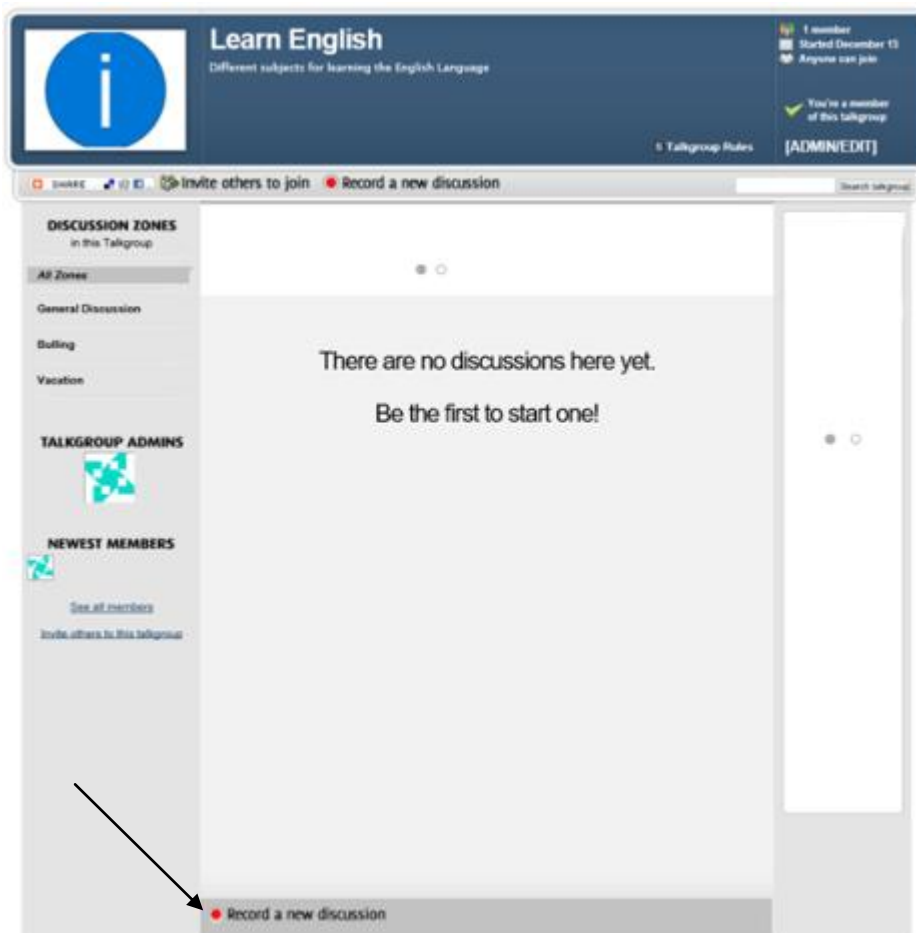 Learn English
Different subjects for learning the English Language
1 member
Started December 15
Anyone can join
You're a member
of this talkgroup
Talkgroup Rules
[ADMIN/EDIT]
SHARE
Invite others to join
Record a new discussion
Search talkgroup
DISCUSSION ZONES
in this Talkgroup
All Zones
General Discussion
Bulling
Vacation
TALKGROUP ADMINS
NEWEST MEMBERS
See all members
Invite others to this talkgroup
There are no discussions here yet.
Be the first to start one!
Record a new discussion